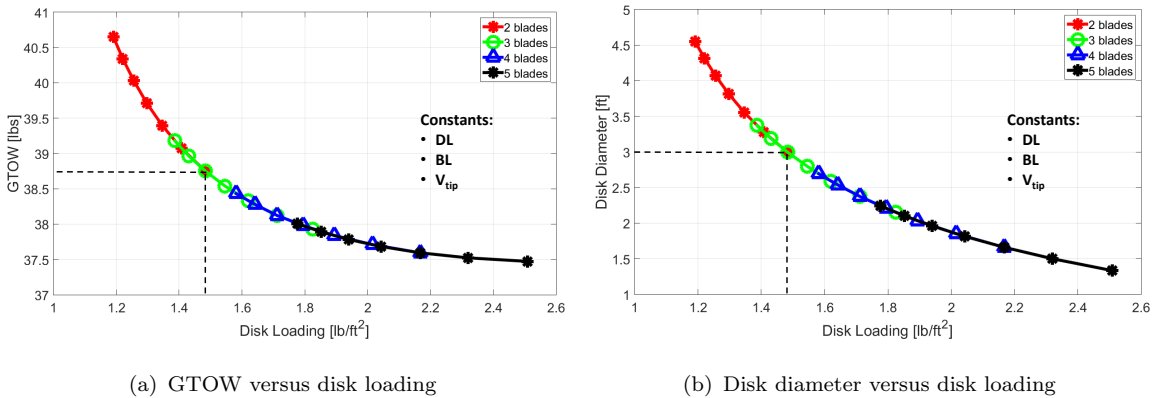 41
40.5
40
39.5
39
38.5
38
37.5
37
GTOW [lbs]
1
1.2
1.4
1.6
1.8
2
2.2
2.4
2.6
Disk Loading [lb/ft²]
2 blades
3 blades
4 blades
5 blades
Constants:
• DL
• BL
• Vtip
(a) GTOW versus disk loading
5
4.5
4
3.5
3
2.5
2
1.5
1
Disk Diameter [ft]
1
1.2
1.4
1.6
1.8
2
2.2
2.4
2.6
Disk Loading [lb/ft²]
2 blades
3 blades
4 blades
5 blades
Constants:
• DL
• BL
• Vtip
(b) Disk diameter versus disk loading